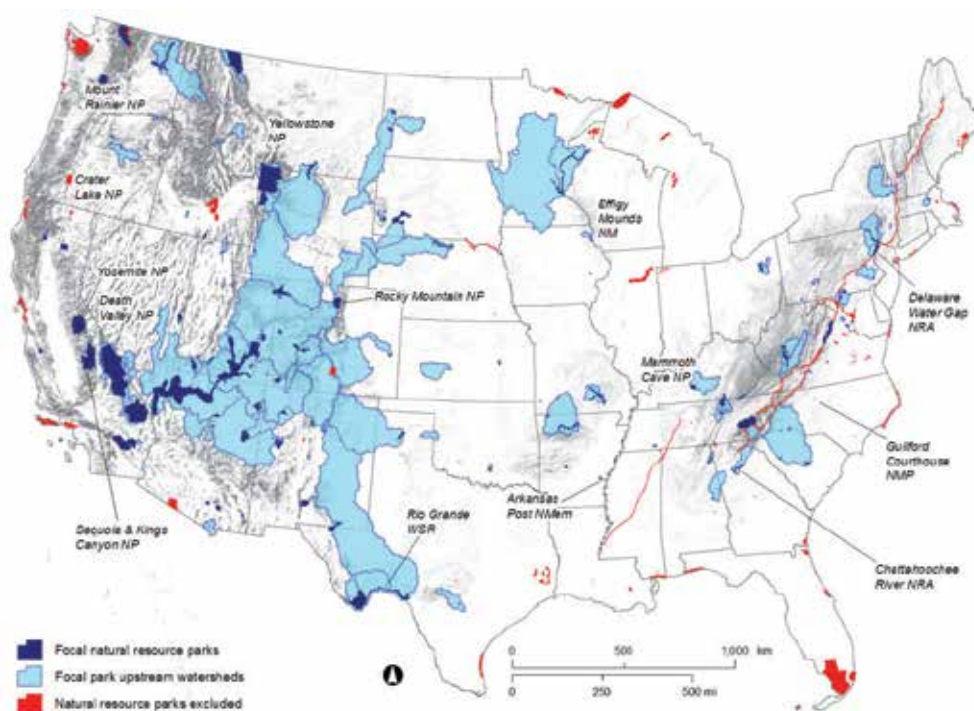 Mount
Rainier NP
Yellowstone
NP
Crater
Lake NP
Effigy
Mounds
NM
Yosemite NP
Death
Valley NP
Rocky Mountain NP
Delaware
Water Gap
NRA
Mammoth
Cave NP
Guilford
Courthouse
NMP
Arkansas
Post NMem
Rio Grande
WSR
Sequoia & Kings
Canyon NP
Chattahoochee
River NRA
Focal natural resource parks
Focal park upstream watersheds
Natural resource parks excluded
0 500 1,000 km
0 250 500 mi